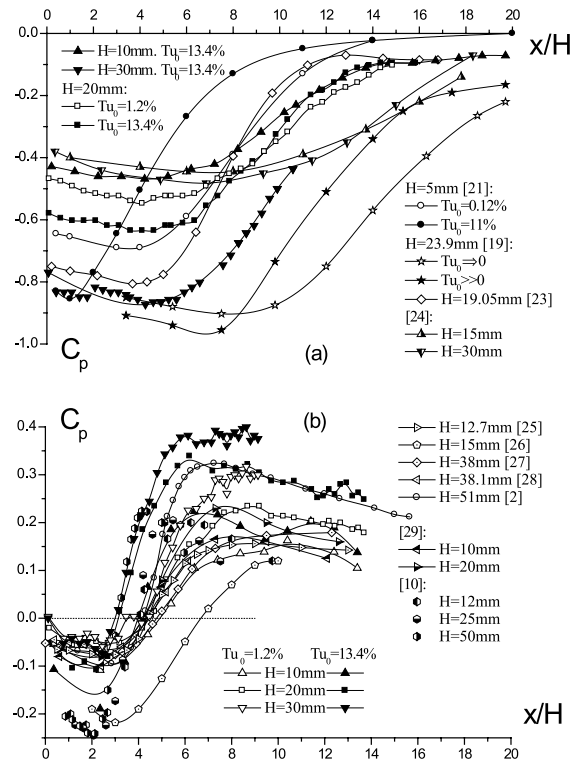 0 2 4 6 8 10 12 14 16 18 20
x/H
0.0
-0.2
-0.4
-0.6
-0.8
-1.0
H=10mm. Tu0=13.4%
H=30mm. Tu0=13.4%
H=20mm:
Tu0=1.2%
Tu0=13.4%
H=5mm [21]:
Tu0=0.12%
Tu0=11%
H=23.9mm [19]:
Tu0⇒0
Tu0>>0
H=19.05mm [23]
[24]:
H=15mm
H=30mm
Cp
(a)
Cp
(b)
0.4
0.3
0.2
0.1
0.0
-0.1
-0.2
H=12.7mm [25]
H=15mm [26]
H=38mm [27]
H=38.1mm [28]
H=51mm [2]
[29]:
H=10mm
H=20mm
[10]:
H=12mm
H=25mm
H=50mm
Tu0=1.2% Tu0=13.4%
H=10mm
H=20mm
H=30mm
x/H
0 2 4 6 8 10 12 14 16 18 20